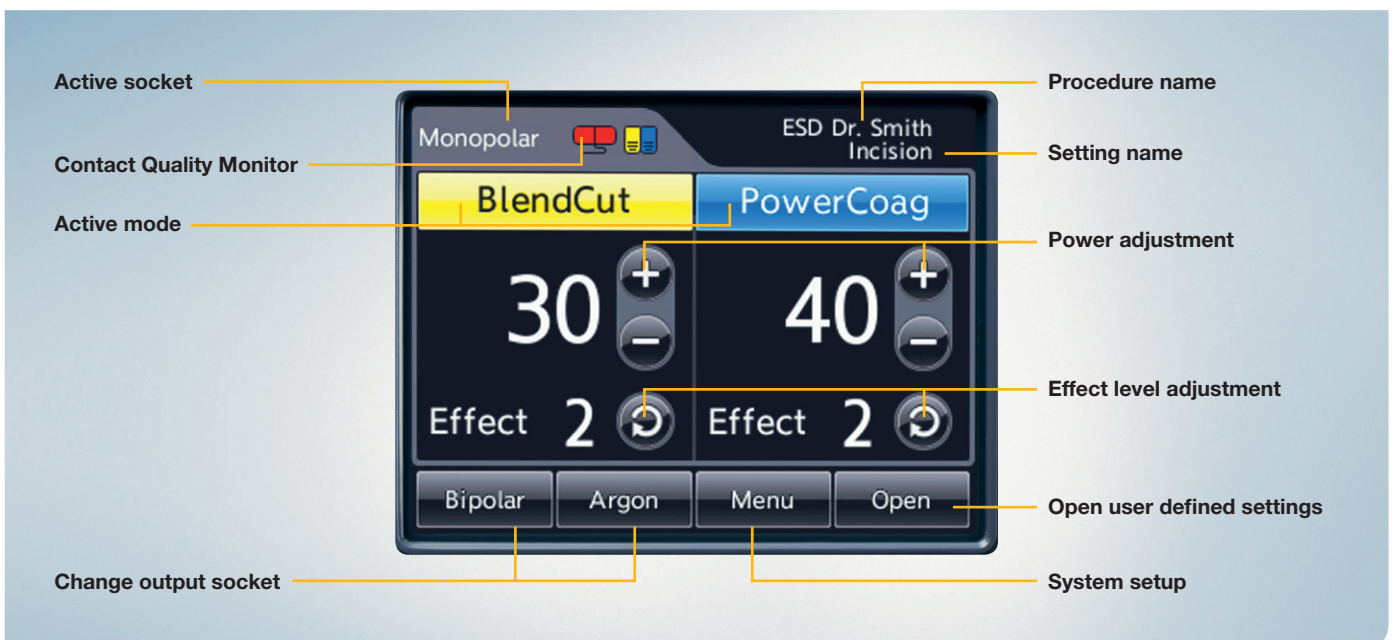 Active socket
Procedure name
Monopolar
ESD Dr. Smith
Incision
Contact Quality Monitor
Setting name
BlendCut
PowerCoag
Active mode
Power adjustment
30
+
−
40
+
−
Effect level adjustment
Effect 2
Effect 2
Bipolar
Argon
Menu
Open
Open user defined settings
Change output socket
System setup